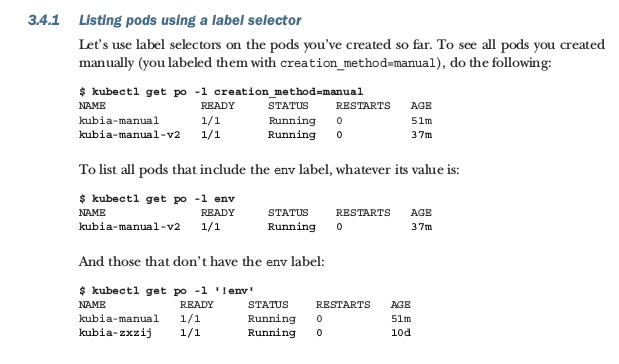 3.4.1 Listing pods using a label selector
Let's use label selectors on the pods you've created so far. To see all pods you created
manually (you labeled them with creation_method=manual), do the following:
$ kubectl get po -l creation_method=manual
NAME READY STATUS RESTARTS AGE
kubia-manual 1/1 Running 0 51m
kubia-manual-v2 1/1 Running 0 37m
To list all pods that include the env label, whatever its value is:
$ kubectl get po -l env
NAME READY STATUS RESTARTS AGE
kubia-manual-v2 1/1 Running 0 37m
And those that don't have the env label:
$ kubectl get po -l '!env'
NAME READY STATUS RESTARTS AGE
kubia-manual 1/1 Running 0 51m
kubia-zxzij 1/1 Running 0 10d